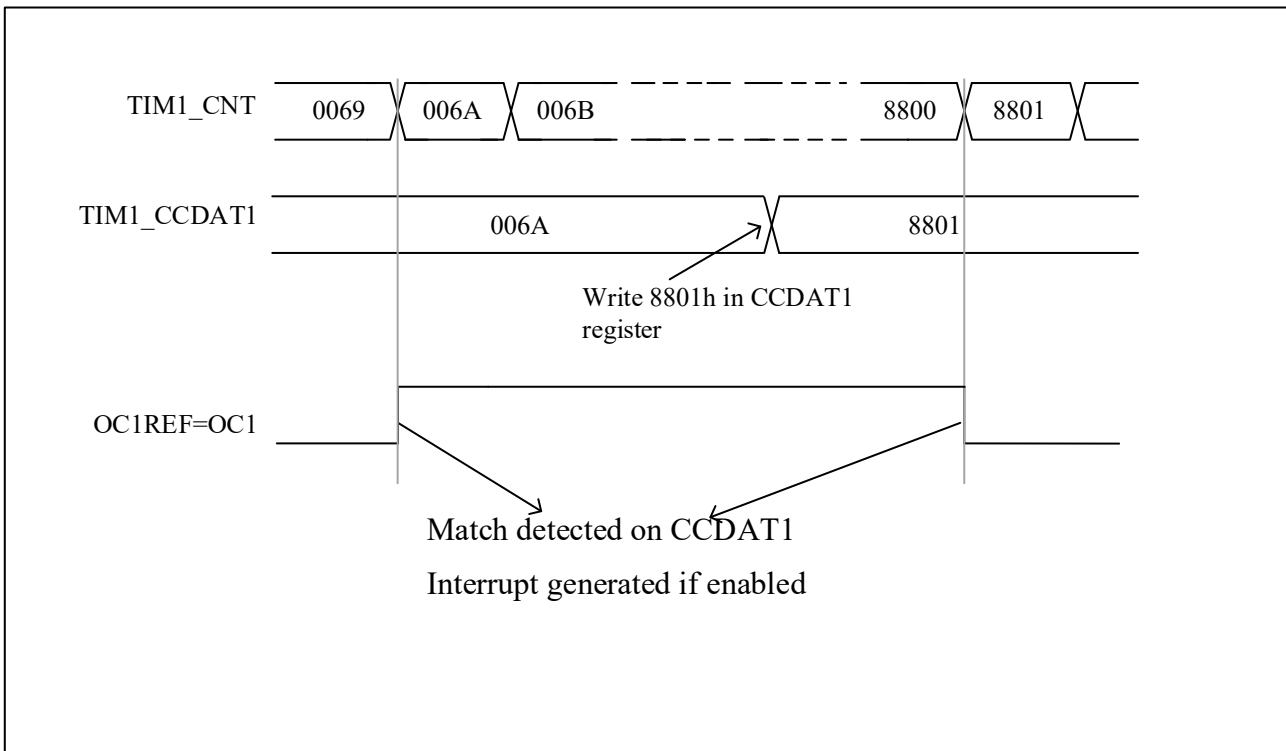 TIM1_CNT 0069 006A 006B 8800 8801
TIM1_CCDAT1 006A 8801
Write 8801h in CCDAT1
register
OC1REF=OC1
Match detected on CCDAT1
Interrupt generated if enabled